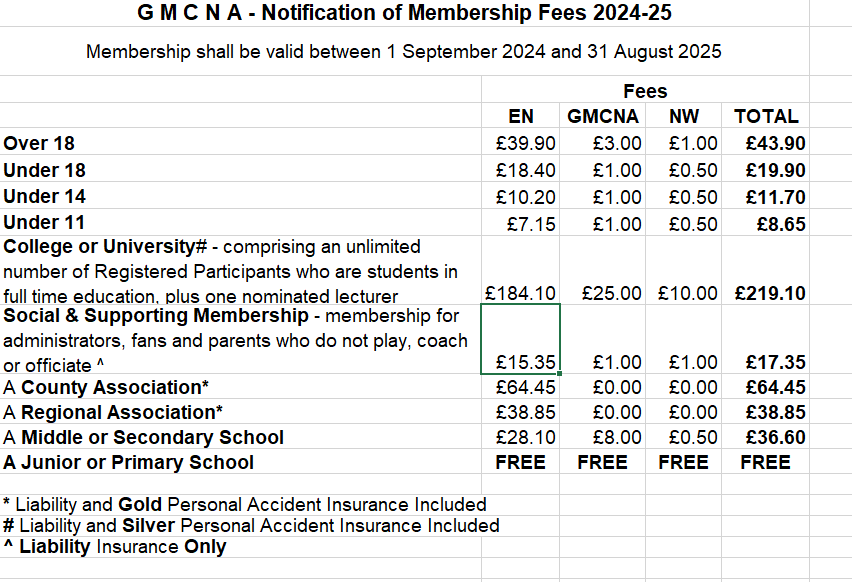 G M C N A - Notification of Membership Fees 2024-25
Membership shall be valid between 1 September 2024 and 31 August 2025
Fees
EN GMCNA NW TOTAL
Over 18 £39.90 £3.00 £1.00 £43.90
Under 18 £18.40 £1.00 £0.50 £19.90
Under 14 £10.20 £1.00 £0.50 £11.70
Under 11 £7.15 £1.00 £0.50 £8.65
College or University# - comprising an unlimited
number of Registered Participants who are students in
full time education, plus one nominated lecturer £184.10 £25.00 £10.00 £219.10
Social & Supporting Membership - membership for
administrators, fans and parents who do not play, coach
or officiate ^ £15.35 £1.00 £1.00 £17.35
A County Association* £64.45 £0.00 £0.00 £64.45
A Regional Association* £38.85 £0.00 £0.00 £38.85
A Middle or Secondary School £28.10 £8.00 £0.50 £36.60
A Junior or Primary School FREE FREE FREE FREE
* Liability and Gold Personal Accident Insurance Included
# Liability and Silver Personal Accident Insurance Included
^ Liability Insurance Only